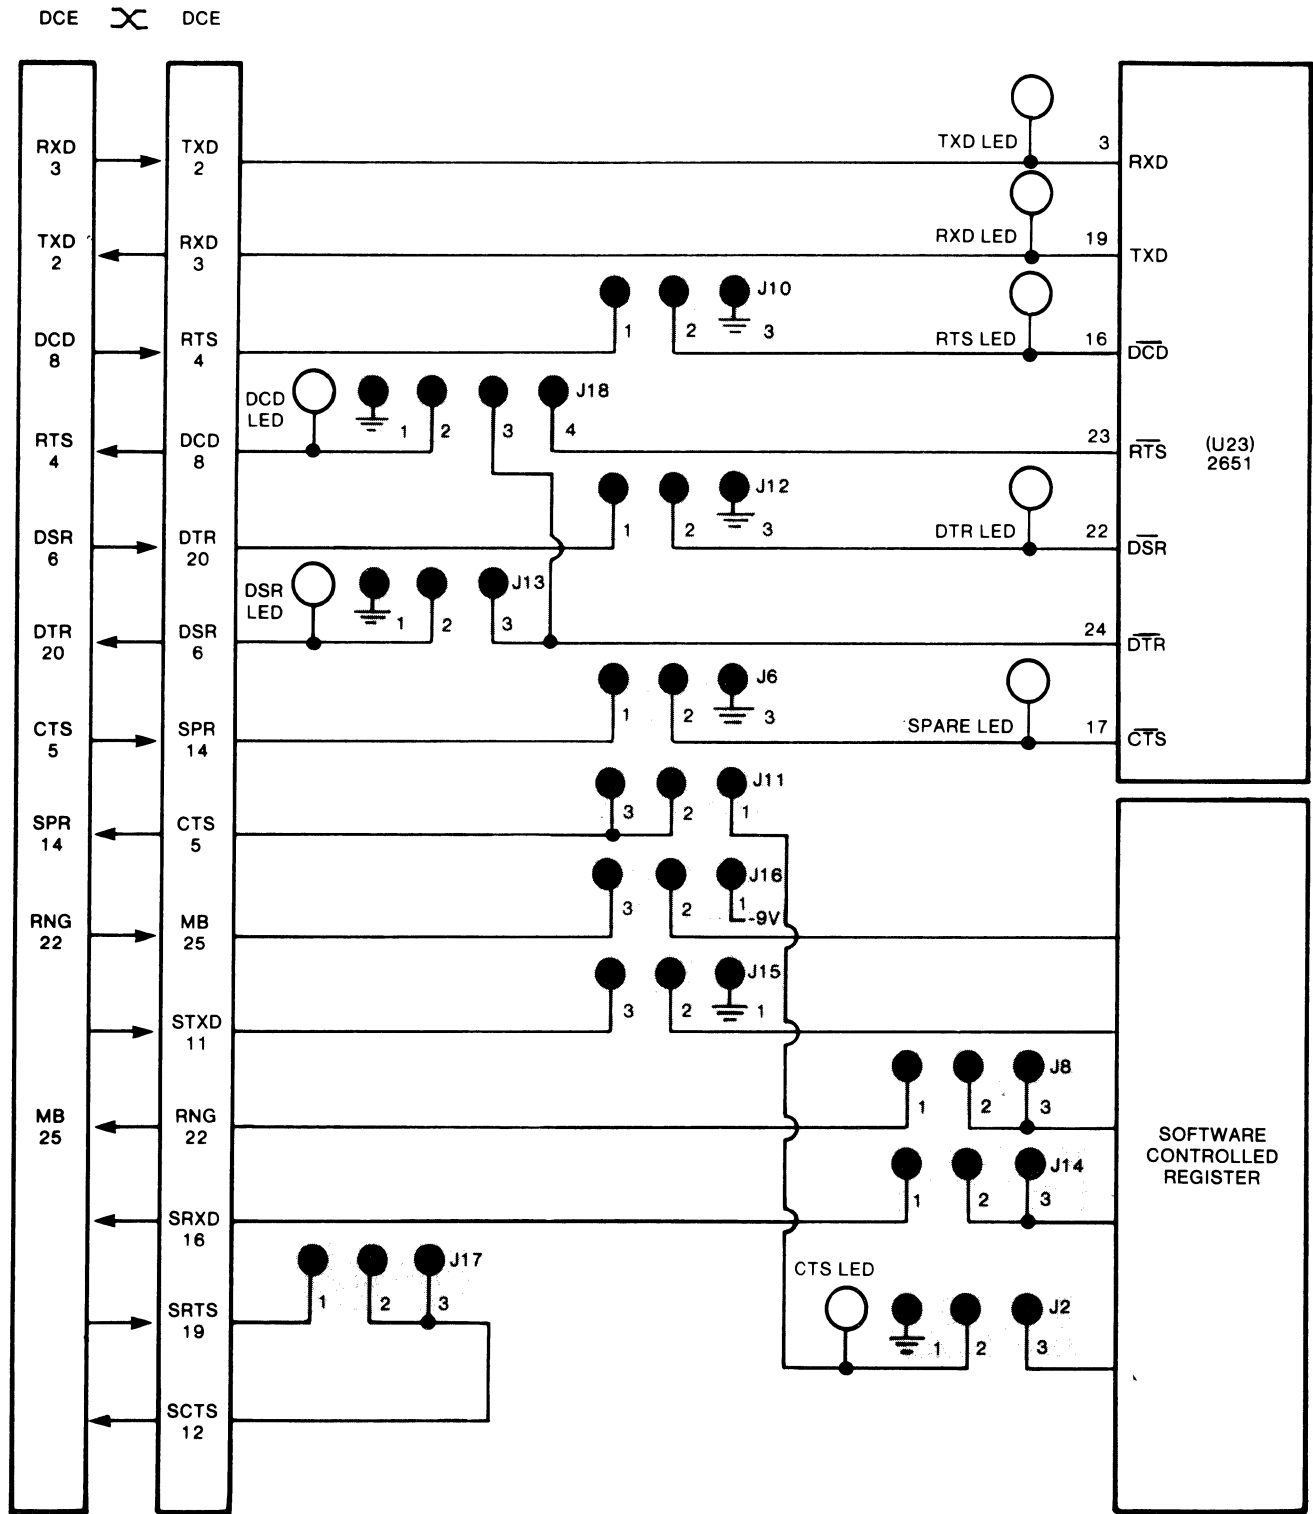 DCE DCE
TXD LED 3
RXD 3 TXD 2 RXD
RXD LED 19
TXD 2 RXD 3 TXD
J10
1 2 3
RTS LED 16
DCD 8 RTS 4 DCD
DCD LED
J18
1 2 3 4
23
RTS 4 DCD 8 RTS
(U23)
2651
J12
1 2 3
DTR LED 22
DSR 6 DTR 20 DSR
DSR LED
J13
1 2 3
24
DTR 20 DSR 6 DTR
J6
1 2 3
SPARE LED 17
CTS 5 SPR 14 CTS
J11
3 2 1
SPR 14 CTS 5
J16
3 2 1
-9V
RNG 22 MB 25
J15
3 2 1
STXD 11
J8
1 2 3
MB 25 RNG 22
SOFTWARE
CONTROLLED
REGISTER
J14
1 2 3
SRXD 16
J17
1 2 3
CTS LED
SRTS 19
J2
1 2 3
SCTS 12